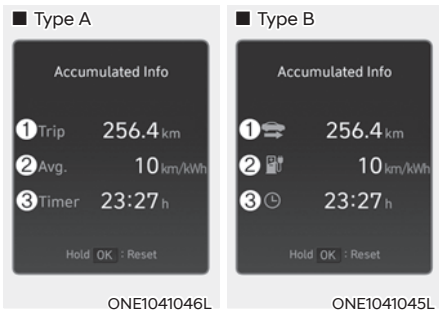 ■ Type A
Accumulated Info
1 Trip 256.4 km
2 Avg. 10 km/kWh
3 Timer 23:27 h
Hold OK : Reset
ONE1041046L
■ Type B
Accumulated Info
1 256.4 km
2 10 km/kWh
3 23:27 h
Hold OK : Reset
ONE1041045L